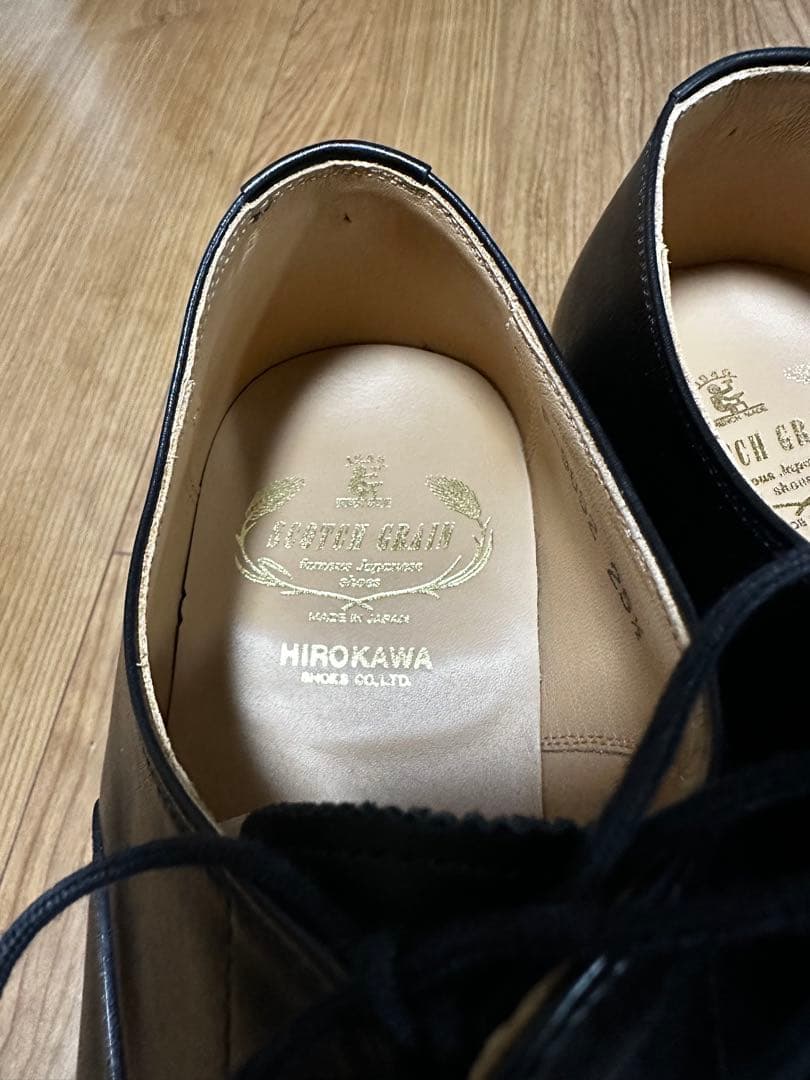 SCOTCH GRAIN
famous Japanese
shoes
MADE IN JAPAN
HIROKAWA
SHOES CO., LTD.